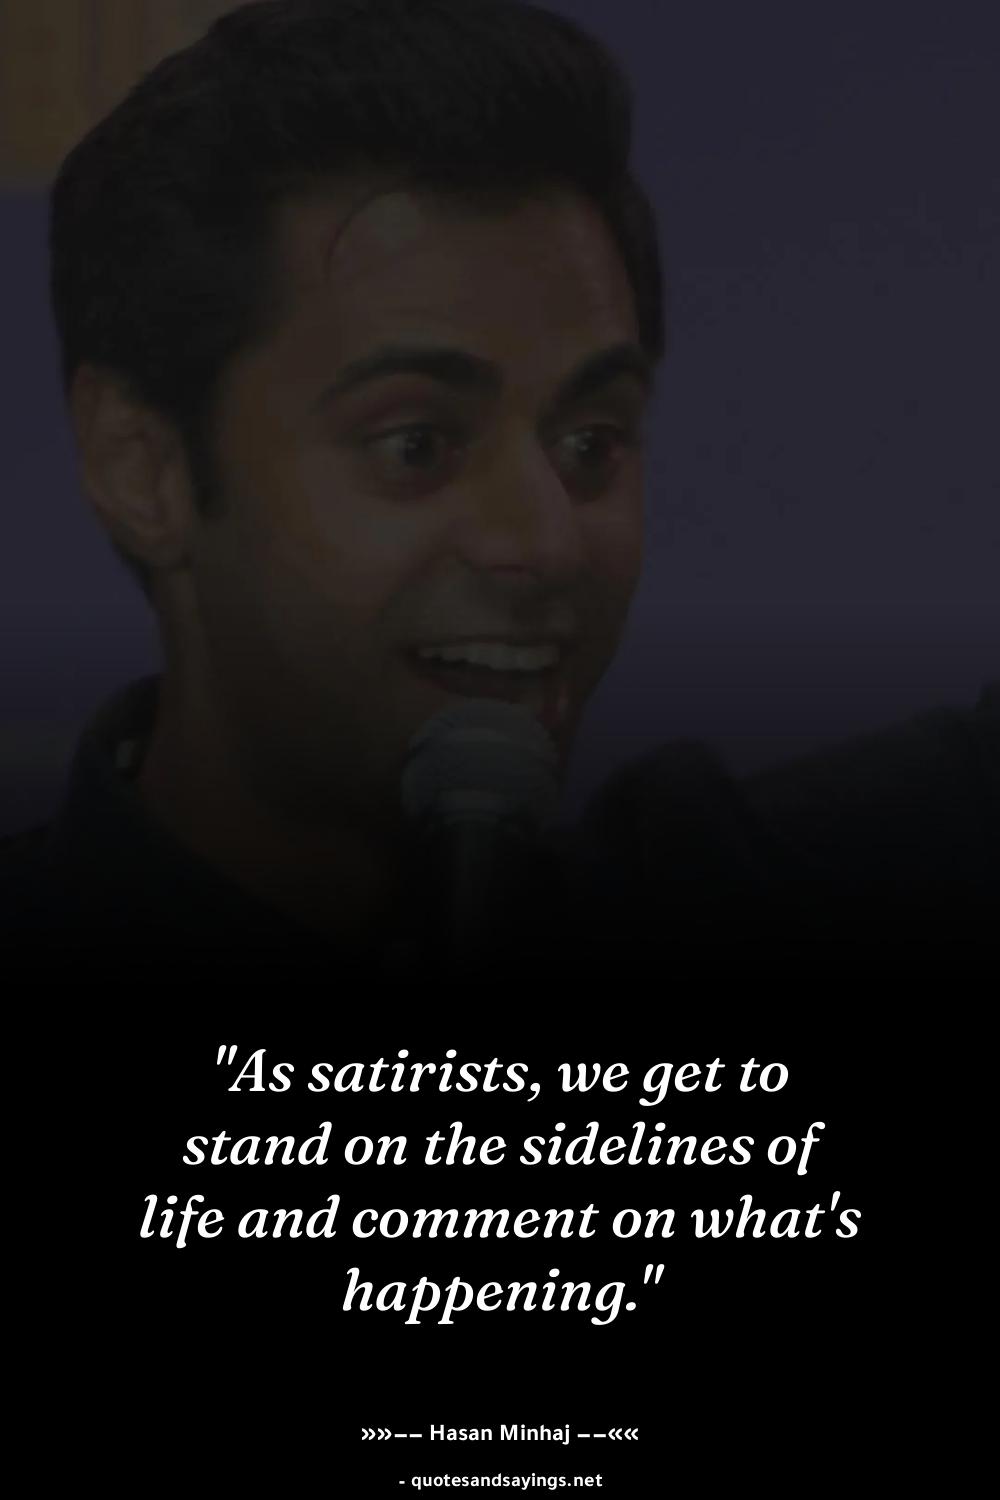 "As satirists, we get to
stand on the sidelines of
life and comment on what's
happening."
»»–– Hasan Minhaj ––««
- quotesandsayings.net